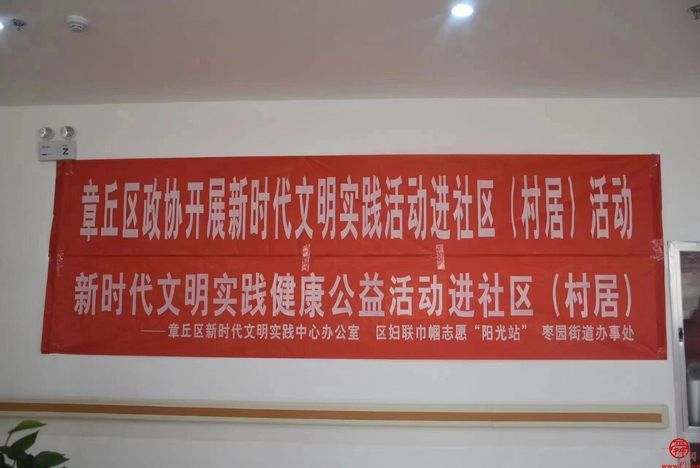 章丘区政协开展新时代文明实践活动进社区（村居）活动
新时代文明实践健康公益活动进社区（村居）
——章丘区新时代文明实践中心办公室 区妇联巾帼志愿“阳光站” 枣园街道办事处